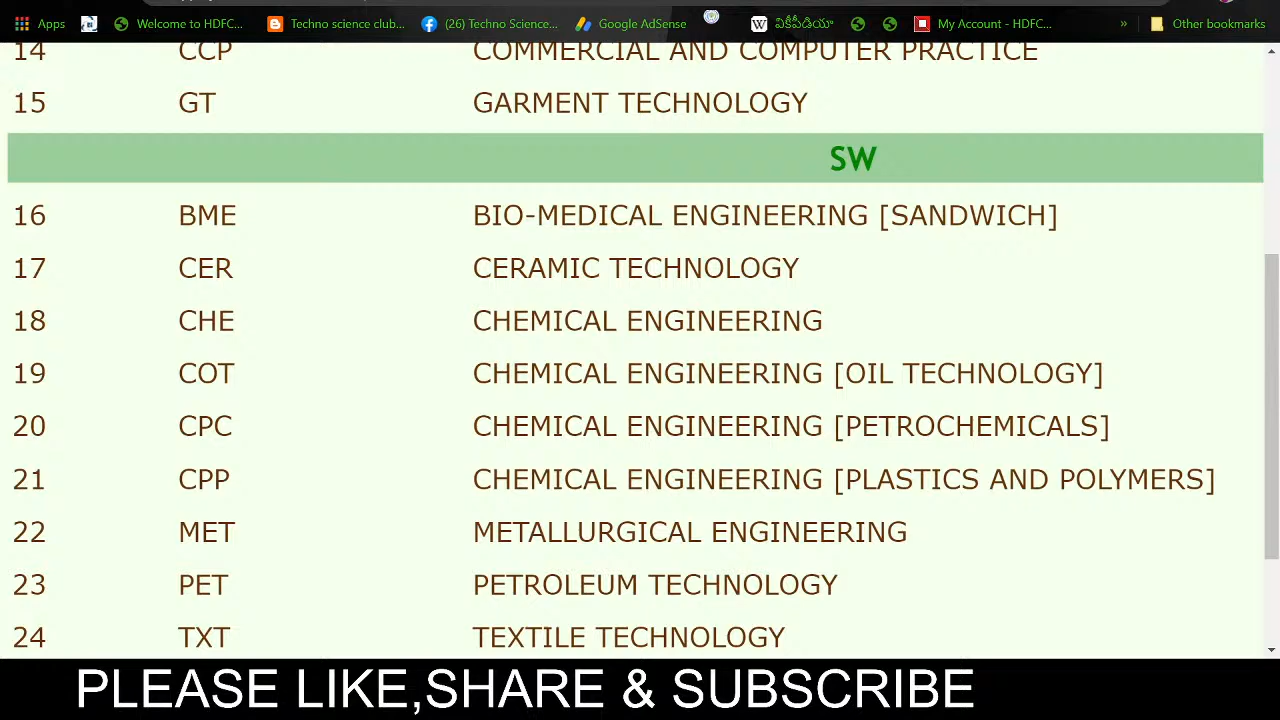 Apps Welcome to HDFC... Techno science club... (26) Techno Science... Google AdSense వికీపీడియా My Account - HDFC... » Other bookmarks
14 CCP COMMERCIAL AND COMPUTER PRACTICE
15 GT GARMENT TECHNOLOGY
SW
16 BME BIO-MEDICAL ENGINEERING [SANDWICH]
17 CER CERAMIC TECHNOLOGY
18 CHE CHEMICAL ENGINEERING
19 COT CHEMICAL ENGINEERING [OIL TECHNOLOGY]
20 CPC CHEMICAL ENGINEERING [PETROCHEMICALS]
21 CPP CHEMICAL ENGINEERING [PLASTICS AND POLYMERS]
22 MET METALLURGICAL ENGINEERING
23 PET PETROLEUM TECHNOLOGY
24 TXT TEXTILE TECHNOLOGY
PLEASE LIKE,SHARE & SUBSCRIBE